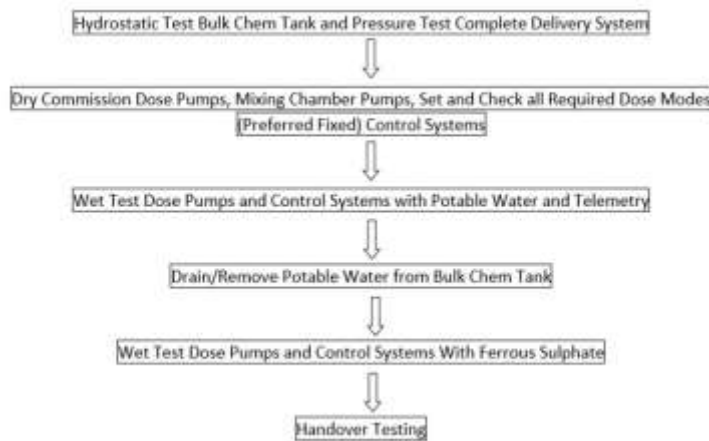 Hydrostatic Test Bulk Chem Tank and Pressure Test Complete Delivery System
Dry Commission Dose Pumps, Mixing Chamber Pumps, Set and Check all Required Dose Modes
(Preferred Fixed) Control Systems
Wet Test Dose Pumps and Control Systems with Potable Water and Telemetry
Drain/Remove Potable Water from Bulk Chem Tank
Wet Test Dose Pumps and Control Systems With Ferrous Sulphate
Handover Testing